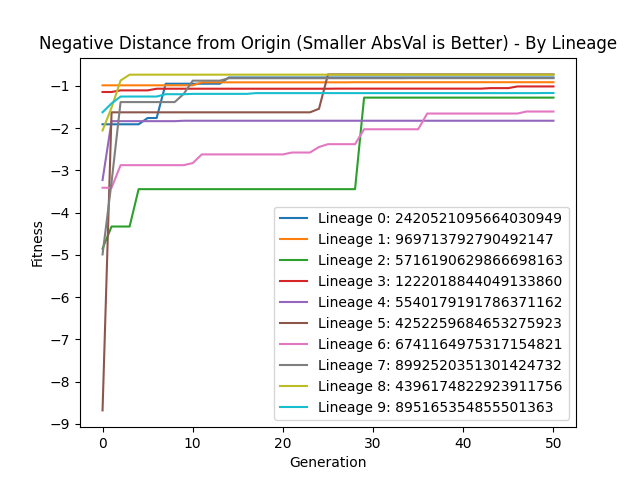 Negative Distance from Origin (Smaller AbsVal is Better) - By Lineage
Fitness
−1
−2
−3
−4
−5
−6
−7
−8
−9
Lineage 0: 2420521095664030949
Lineage 1: 969713792790492147
Lineage 2: 5716190629866698163
Lineage 3: 1222018844049133860
Lineage 4: 5540179191786371162
Lineage 5: 4252259684653275923
Lineage 6: 6741164975317154821
Lineage 7: 8992520351301424732
Lineage 8: 4396174822923911756
Lineage 9: 895165354855501363
0 10 20 30 40 50
Generation